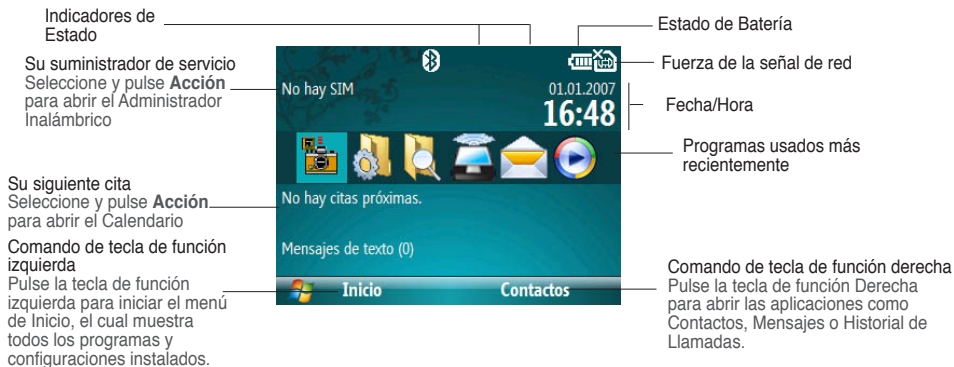 Indicadores de
Estado
Estado de Batería
Su suministrador de servicio
Seleccione y pulse Acción
para abrir el Administrador
Inalámbrico
Fuerza de la señal de red
No hay SIM
01.01.2007
16:48
Fecha/Hora
Programas usados más
recientemente
Su siguiente cita
Seleccione y pulse Acción
para abrir el Calendario
No hay citas próximas.
Mensajes de texto (0)
Comando de tecla de función
izquierda
Pulse la tecla de función
izquierda para iniciar el menú
de Inicio, el cual muestra
todos los programas y
configuraciones instalados.
Inicio
Contactos
Comando de tecla de función derecha
Pulse la tecla de función Derecha
para abrir las aplicaciones como
Contactos, Mensajes o Historial de
Llamadas.